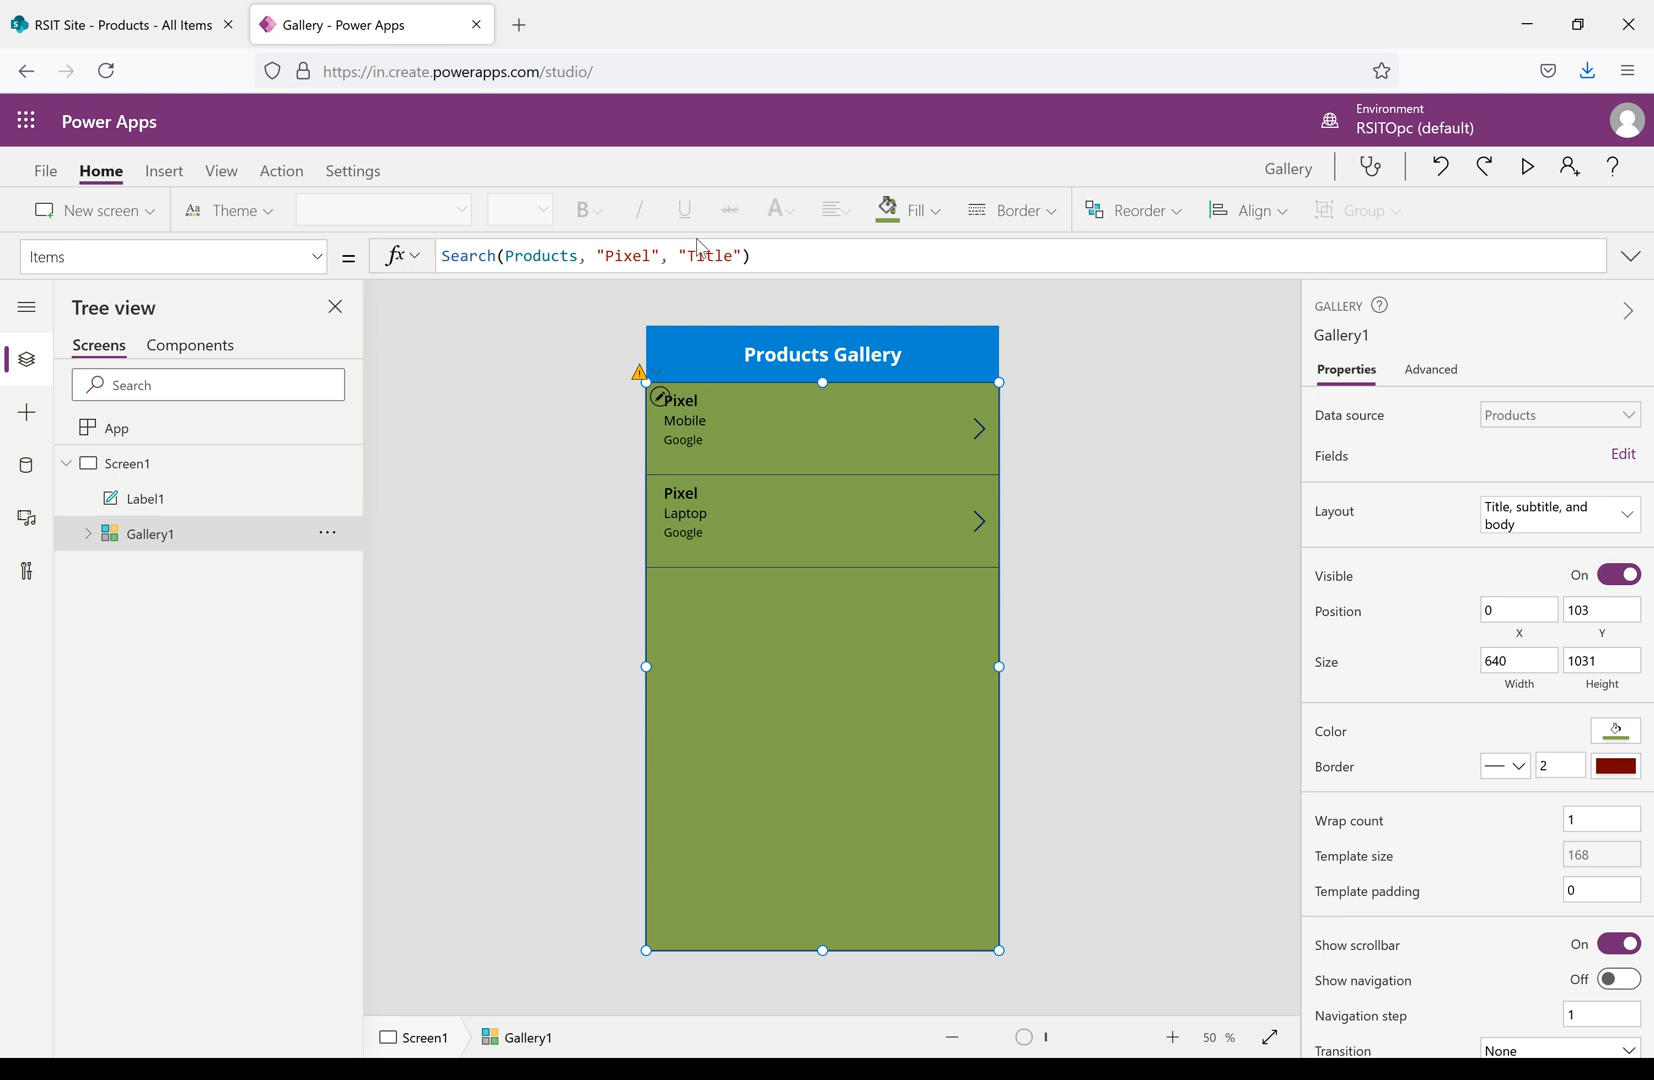 RSIT Site - Products - All Items
Gallery - Power Apps
https://in.create.powerapps.com/studio/
Power Apps
Environment
RSITOpc (default)
File Home Insert View Action Settings
Gallery
New screen
Theme
B / U abc A
Fill
Border
Reorder
Align
Group
Items
=
fx
Search(Products, "Pixel", "Title")
Tree view
Screens Components
Search
App
Screen1
Label1
Gallery1
Products Gallery
Pixel
Mobile
Google
Pixel
Laptop
Google
GALLERY
Gallery1
Properties Advanced
Data source Products
Fields Edit
Layout Title, subtitle, and
body
Visible On
Position 0 103
X Y
Size 640 1031
Width Height
Color
Border 2
Wrap count 1
Template size 168
Template padding 0
Show scrollbar On
Show navigation Off
Navigation step 1
Transition None
Screen1 Gallery1
50 %